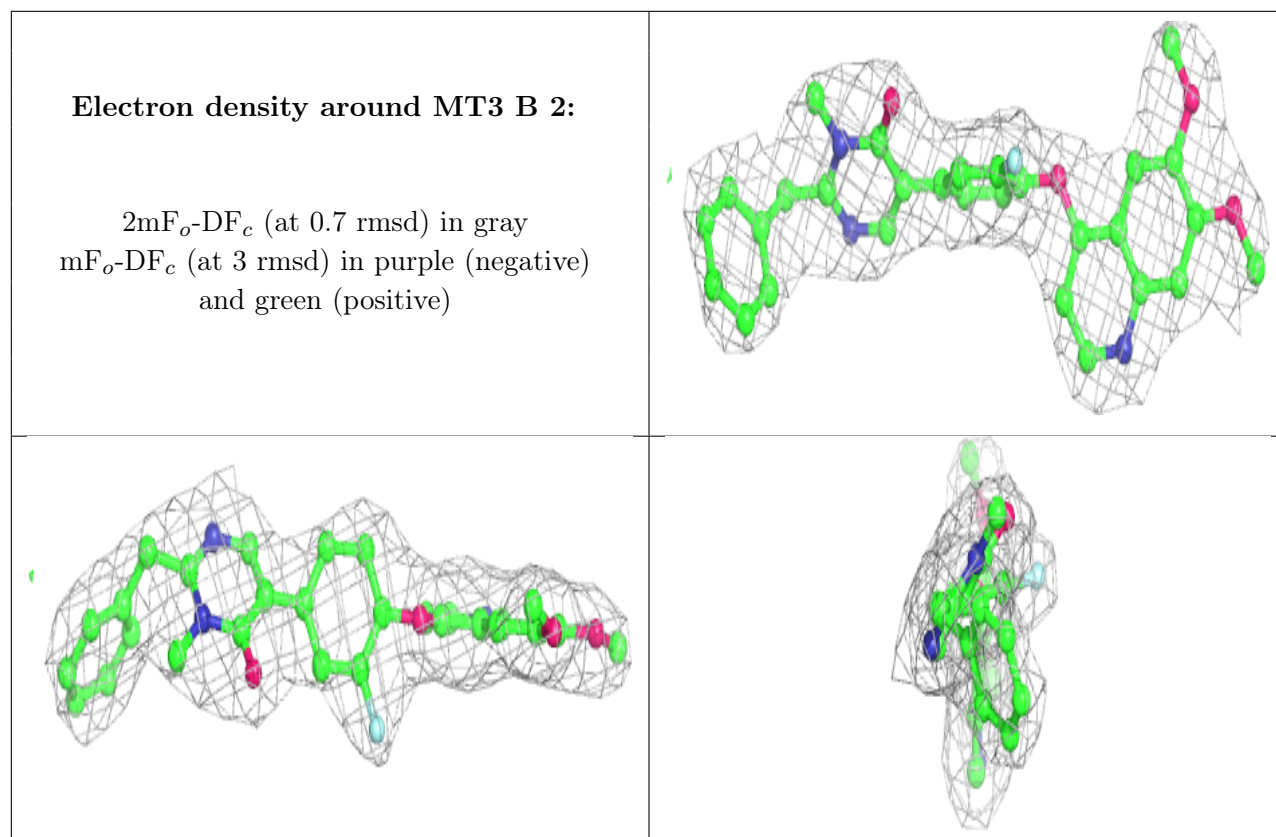 Electron density around MT3 B 2:
2mFₒ-DF𝒸 (at 0.7 rmsd) in gray
mFₒ-DF𝒸 (at 3 rmsd) in purple (negative)
and green (positive)